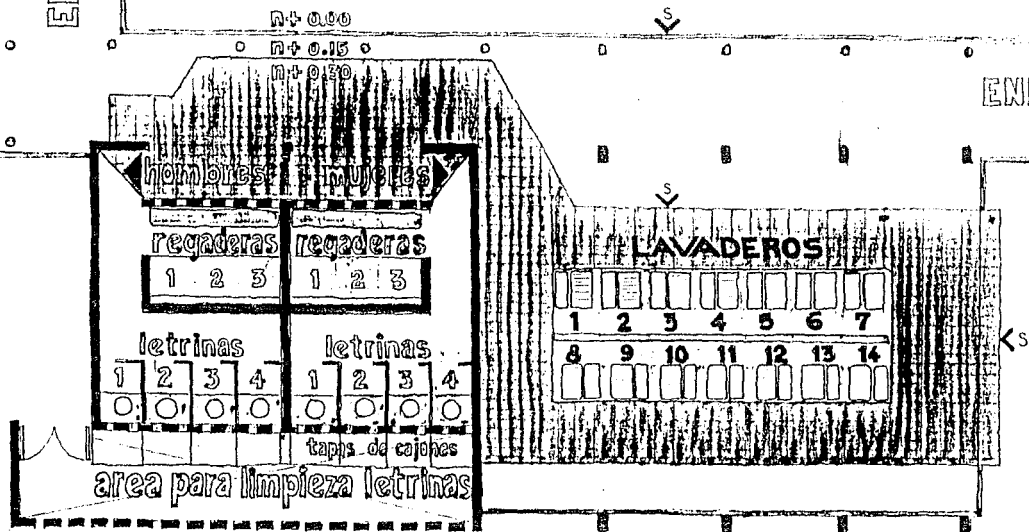 EN
S
n+ 0.00
n+ 0.15
n+ 0.30
ENT
hombres mujeres
S
LAVADEROS
regaderas regaderas
1 2 3 1 2 3
1 2 3 4 5 6 7
S
letrinas letrinas
8 9 10 11 12 13 14
1 2 3 4 1 2 3 4
tapas de cajones
area para limpieza letrinas